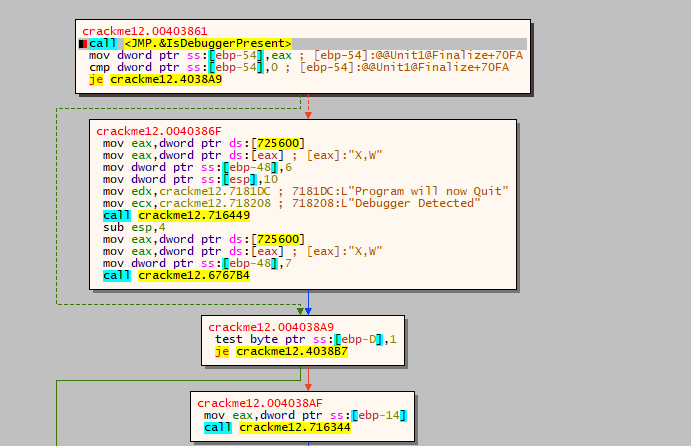 crackme12.00403861
call <JMP.&IsDebuggerPresent>
mov dword ptr ss:[ebp-54],eax ; [ebp-54]:@@Unit1@Finalize+70FA
cmp dword ptr ss:[ebp-54],0 ; [ebp-54]:@@Unit1@Finalize+70FA
je crackme12.4038A9
crackme12.0040386F
mov eax,dword ptr ds:[725600]
mov eax,dword ptr ds:[eax] ; [eax]:"X,W"
mov dword ptr ss:[ebp-48],6
mov dword ptr ss:[esp],10
mov edx,crackme12.7181DC ; 7181DC:L"Program will now Quit"
mov ecx,crackme12.718208 ; 718208:L"Debugger Detected"
call crackme12.716449
sub esp,4
mov eax,dword ptr ds:[725600]
mov eax,dword ptr ds:[eax] ; [eax]:"X,W"
mov dword ptr ss:[ebp-48],7
call crackme12.6767B4
crackme12.004038A9
test byte ptr ss:[ebp-D],1
je crackme12.4038B7
crackme12.004038AF
mov eax,dword ptr ss:[ebp-14]
call crackme12.716344